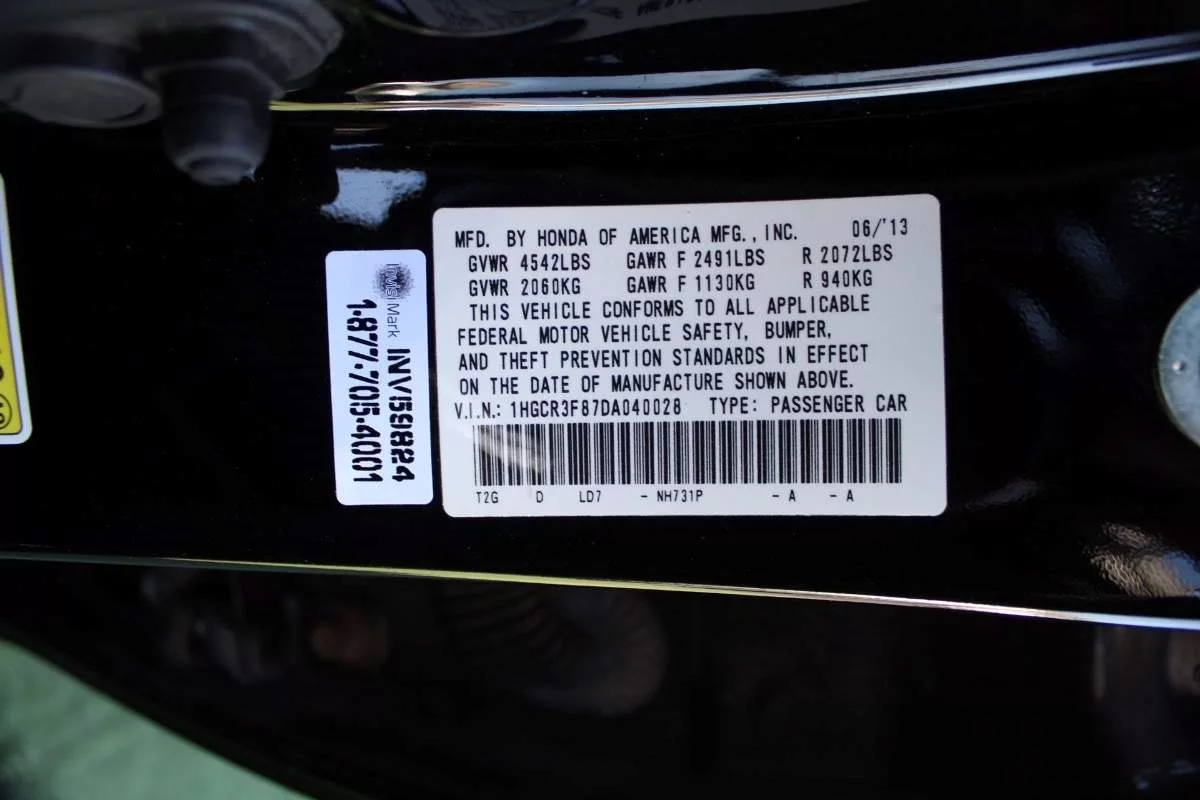 MFD. BY HONDA OF AMERICA MFG., INC. 06/'13
GVWR 4542LBS GAWR F 2491LBS R 2072LBS
GVWR 2060KG GAWR F 1130KG R 940KG
THIS VEHICLE CONFORMS TO ALL APPLICABLE
FEDERAL MOTOR VEHICLE SAFETY, BUMPER,
AND THEFT PREVENTION STANDARDS IN EFFECT
ON THE DATE OF MANUFACTURE SHOWN ABOVE.
V.I.N.: 1HGCR3F87DA040028 TYPE: PASSENGER CAR
T2G D LD7 - NH731P - A - A
InVisiMark INV59824
1-877-705-4001